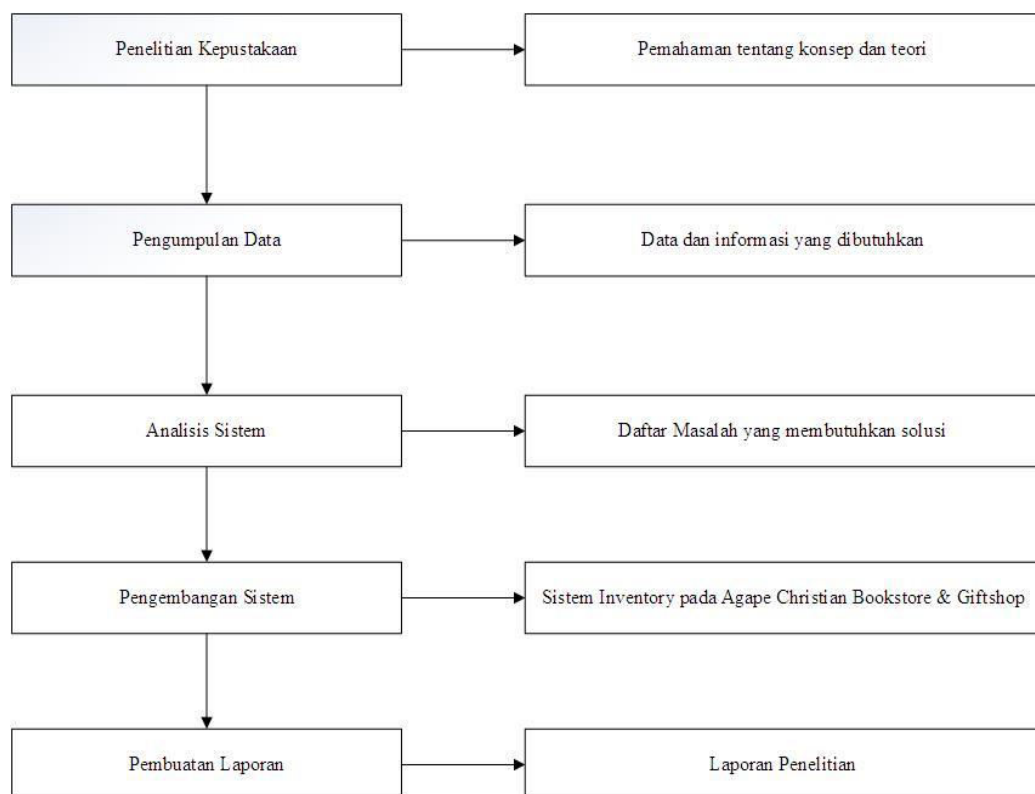 Penelitian Kepustakaan
Pemahaman tentang konsep dan teori
Pengumpulan Data
Data dan informasi yang dibutuhkan
Analisis Sistem
Daftar Masalah yang membutuhkan solusi
Pengembangan Sistem
Sistem Inventory pada Agape Christian Bookstore & Giftshop
Pembuatan Laporan
Laporan Penelitian